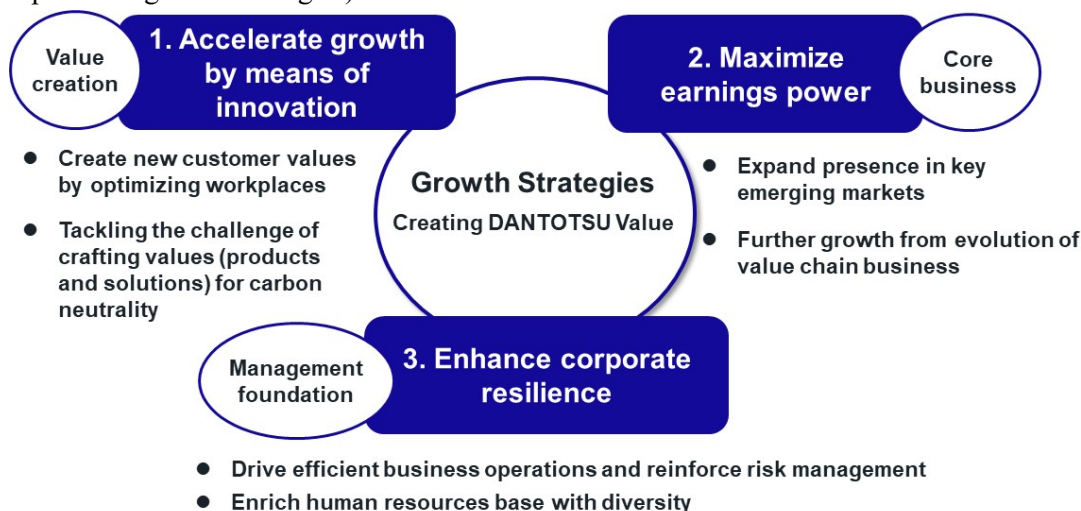 Value
creation
1. Accelerate growth
by means of
innovation
2. Maximize
earnings power
Core
business
● Create new customer values
by optimizing workplaces
● Tackling the challenge of
crafting values (products
and solutions) for carbon
neutrality
Growth Strategies
Creating DANTOTSU Value
● Expand presence in key
emerging markets
● Further growth from evolution of
value chain business
Management
foundation
3. Enhance corporate
resilience
● Drive efficient business operations and reinforce risk management
● Enrich human resources base with diversity